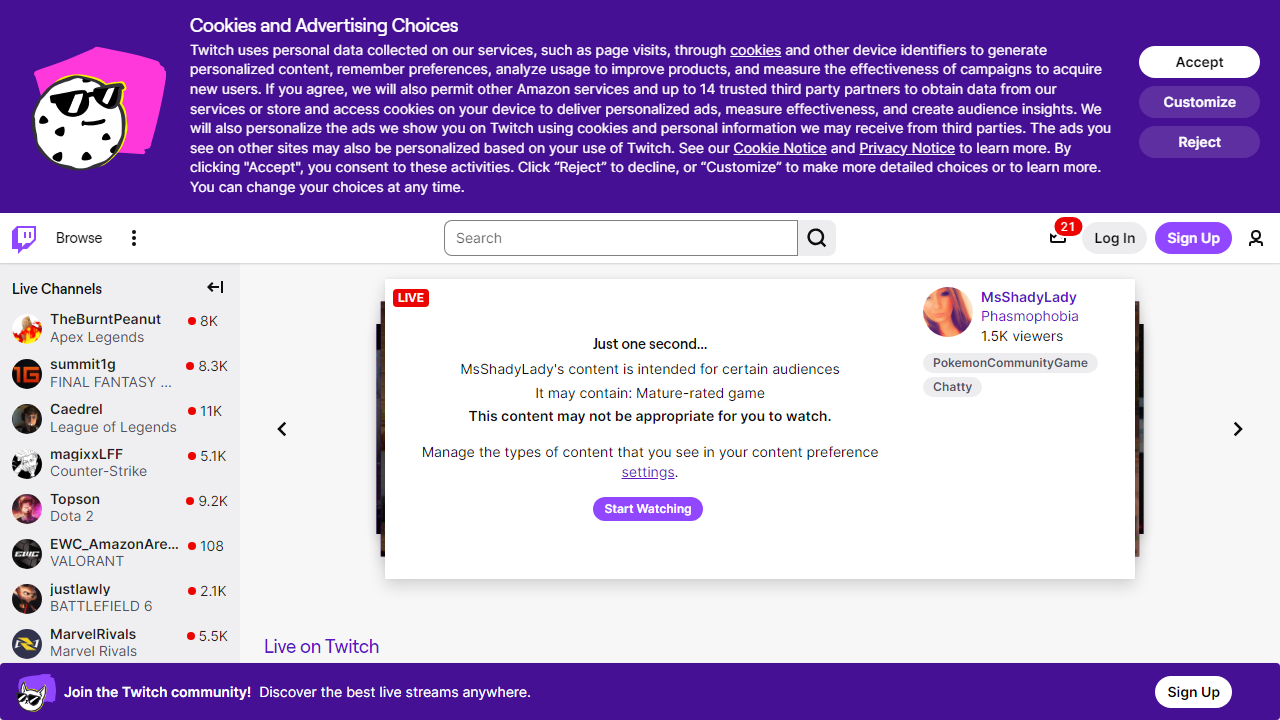 Cookies and Advertising Choices
Twitch uses personal data collected on our services, such as page visits, through cookies and other device identifiers to generate
personalized content, remember preferences, analyze usage to improve products, and measure the effectiveness of campaigns to acquire
new users. If you agree, we will also permit other Amazon services and up to 14 trusted third party partners to obtain data from our
services or store and access cookies on your device to deliver personalized ads, measure effectiveness, and create audience insights. We
will also personalize the ads we show you on Twitch using cookies and personal information we may receive from third parties. The ads you
see on other sites may also be personalized based on your use of Twitch. See our Cookie Notice and Privacy Notice to learn more. By
clicking "Accept", you consent to these activities. Click “Reject” to decline, or “Customize” to make more detailed choices or to learn more.
You can change your choices at any time.
Accept
Customize
Reject
Browse
Search
21
Log In
Sign Up
Live Channels
TheBurntPeanut 8K
Apex Legends
summit1g 8.3K
FINAL FANTASY ...
Caedrel 11K
League of Legends
magixxLFF 5.1K
Counter-Strike
Topson 9.2K
Dota 2
EWC_AmazonAre... 108
VALORANT
justlawly 2.1K
BATTLEFIELD 6
MarvelRivals 5.5K
Marvel Rivals
LIVE
Just one second...
MsShadyLady's content is intended for certain audiences
It may contain: Mature-rated game
This content may not be appropriate for you to watch.
Manage the types of content that you see in your content preference
settings.
Start Watching
MsShadyLady
Phasmophobia
1.5K viewers
PokemonCommunityGame
Chatty
Live on Twitch
Join the Twitch community! Discover the best live streams anywhere.
Sign Up